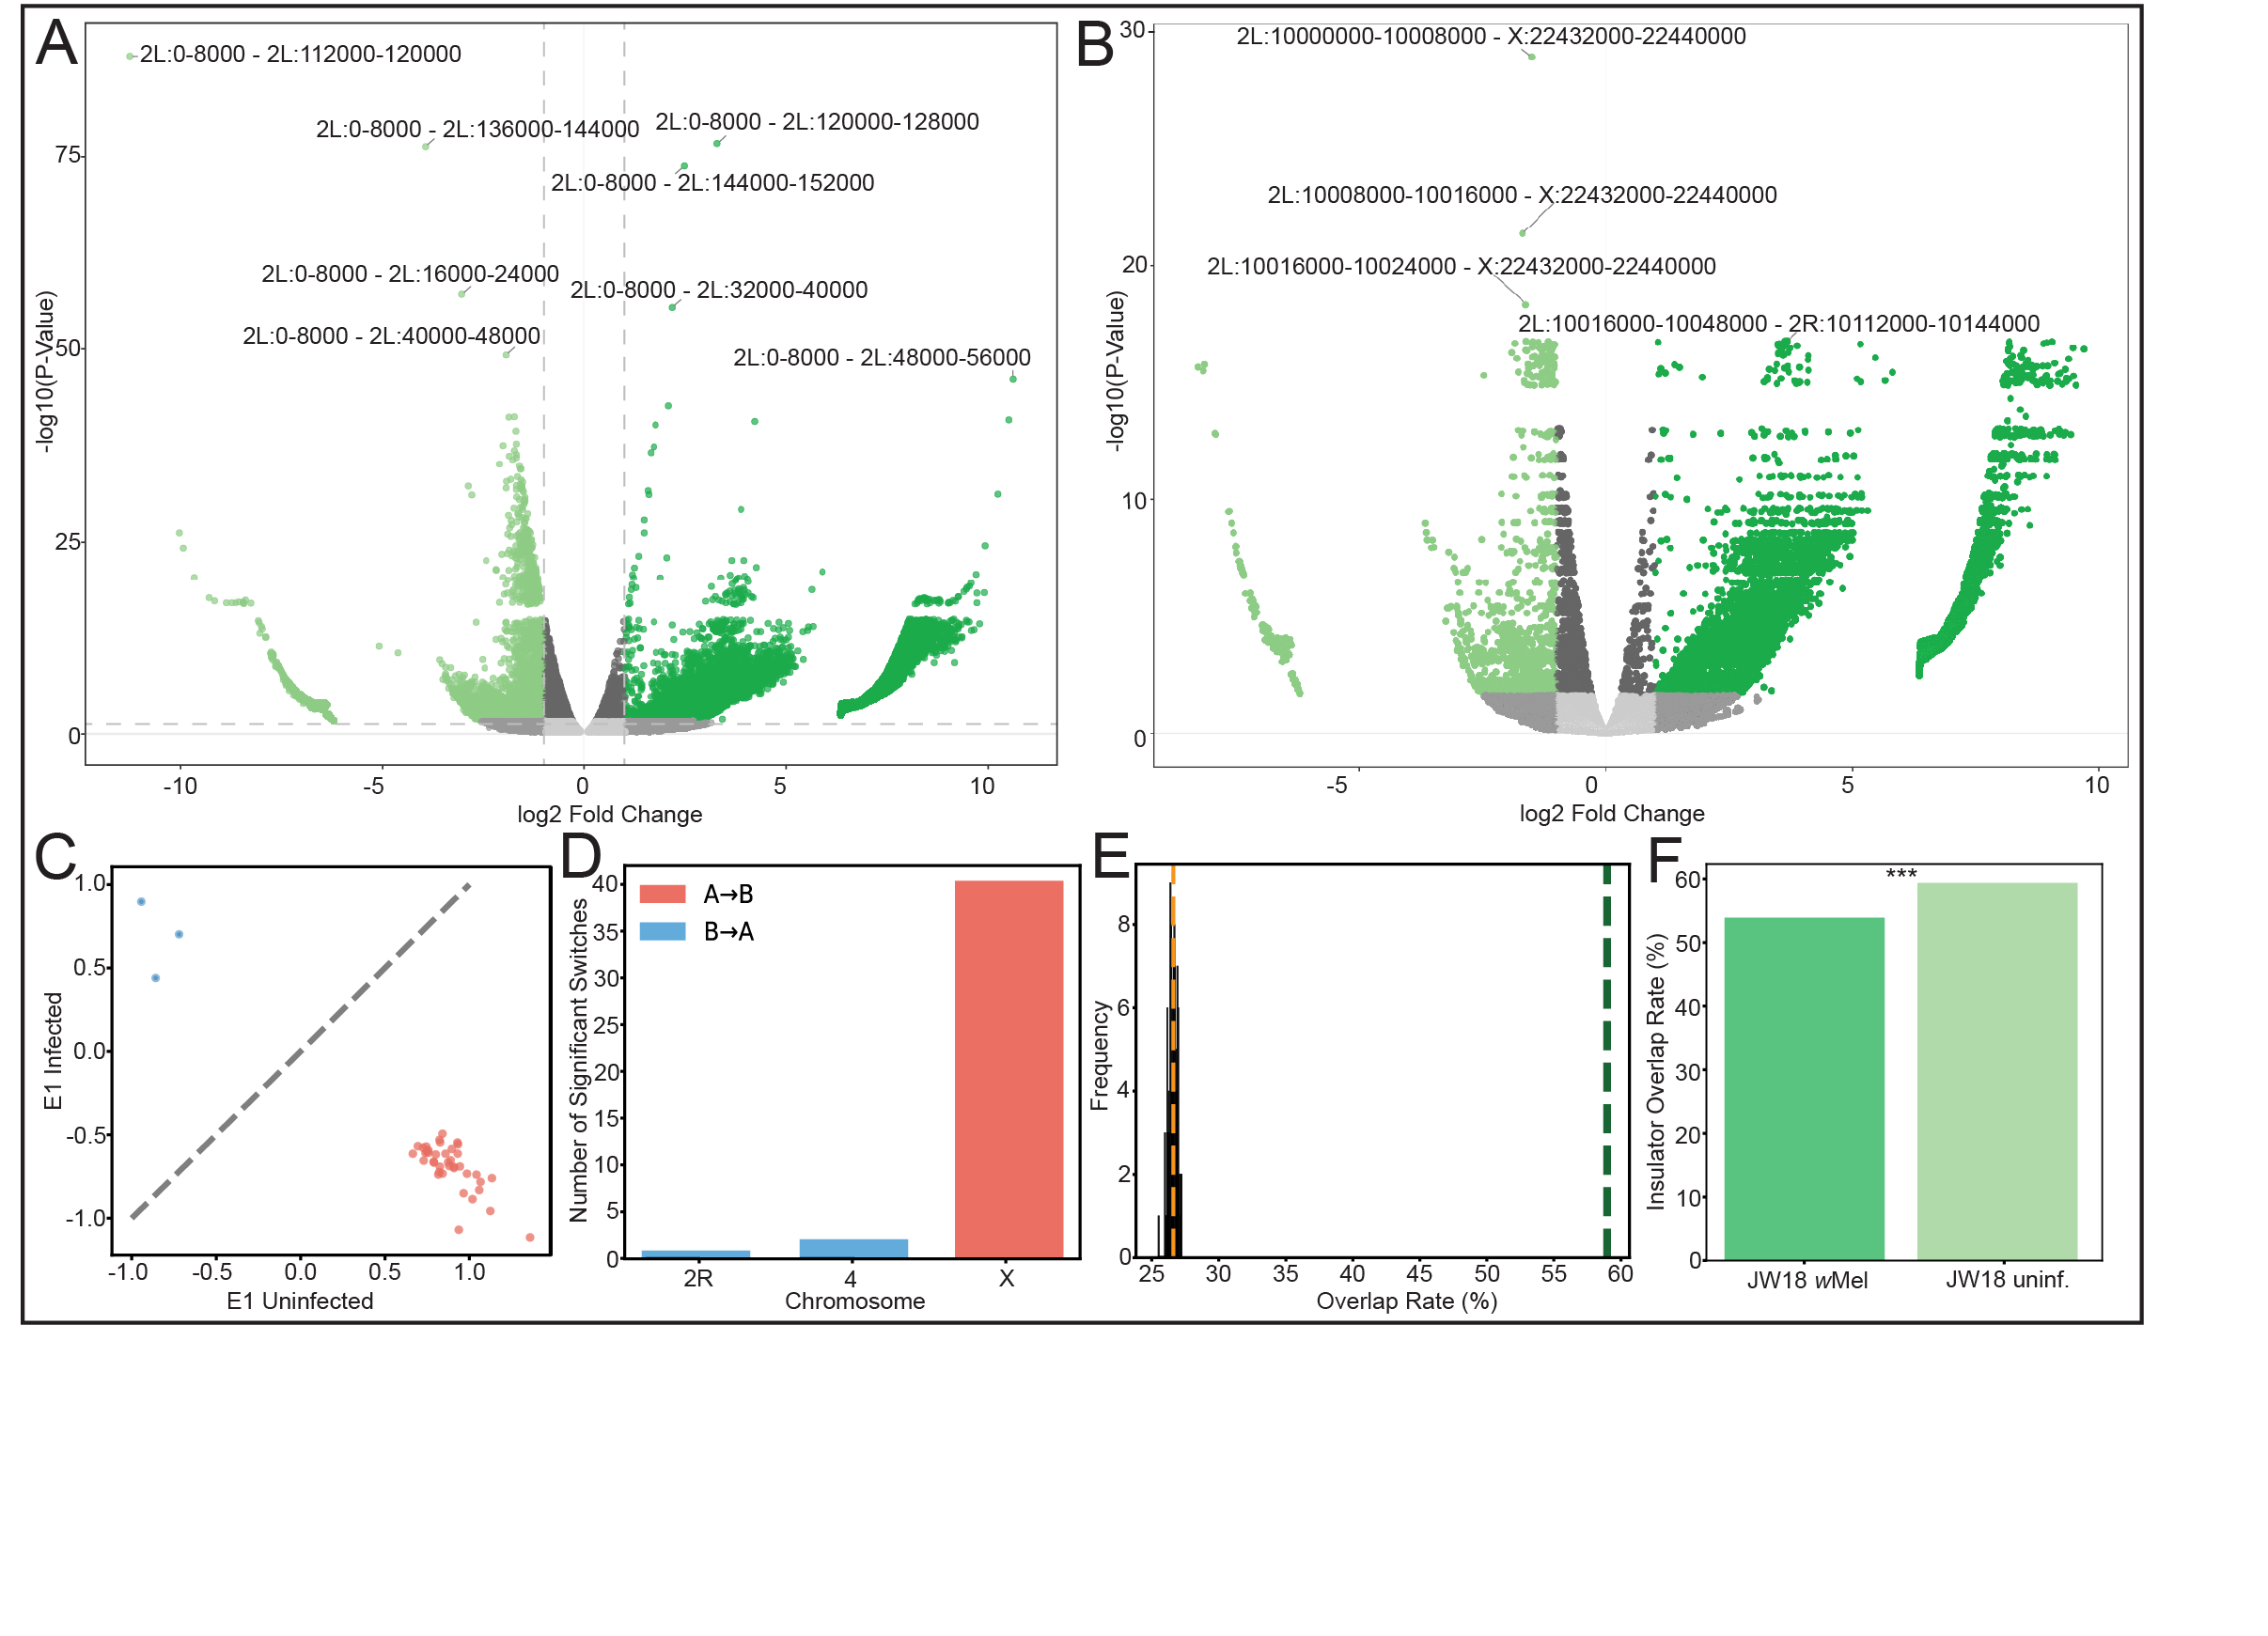 A
2L:0-8000 - 2L:112000-120000
2L:0-8000 - 2L:136000-144000
2L:0-8000 - 2L:120000-128000
2L:0-8000 - 2L:144000-152000
2L:0-8000 - 2L:16000-24000
2L:0-8000 - 2L:32000-40000
2L:0-8000 - 2L:40000-48000
2L:0-8000 - 2L:48000-56000
75
50
25
0
-log10(P-Value)
-10
-5
0
5
10
log2 Fold Change
B
2L:10000000-10008000 - X:22432000-22440000
2L:10008000-10016000 - X:22432000-22440000
2L:10016000-10024000 - X:22432000-22440000
2L:10016000-10048000 - 2R:10112000-10144000
30
20
10
0
-log10(P-Value)
-5
0
5
10
log2 Fold Change
C
1.0
0.5
0.0
-0.5
-1.0
E1 Infected
-1.0
-0.5
0.0
0.5
1.0
E1 Uninfected
D
A→B
B→A
40
35
30
25
20
15
10
5
0
Number of Significant Switches
2R
4
X
Chromosome
E
8
6
4
2
0
Frequency
25
30
35
40
45
50
55
60
Overlap Rate (%)
F
***
60
50
40
30
20
10
0
Insulator Overlap Rate (%)
JW18 wMel
JW18 uninf.